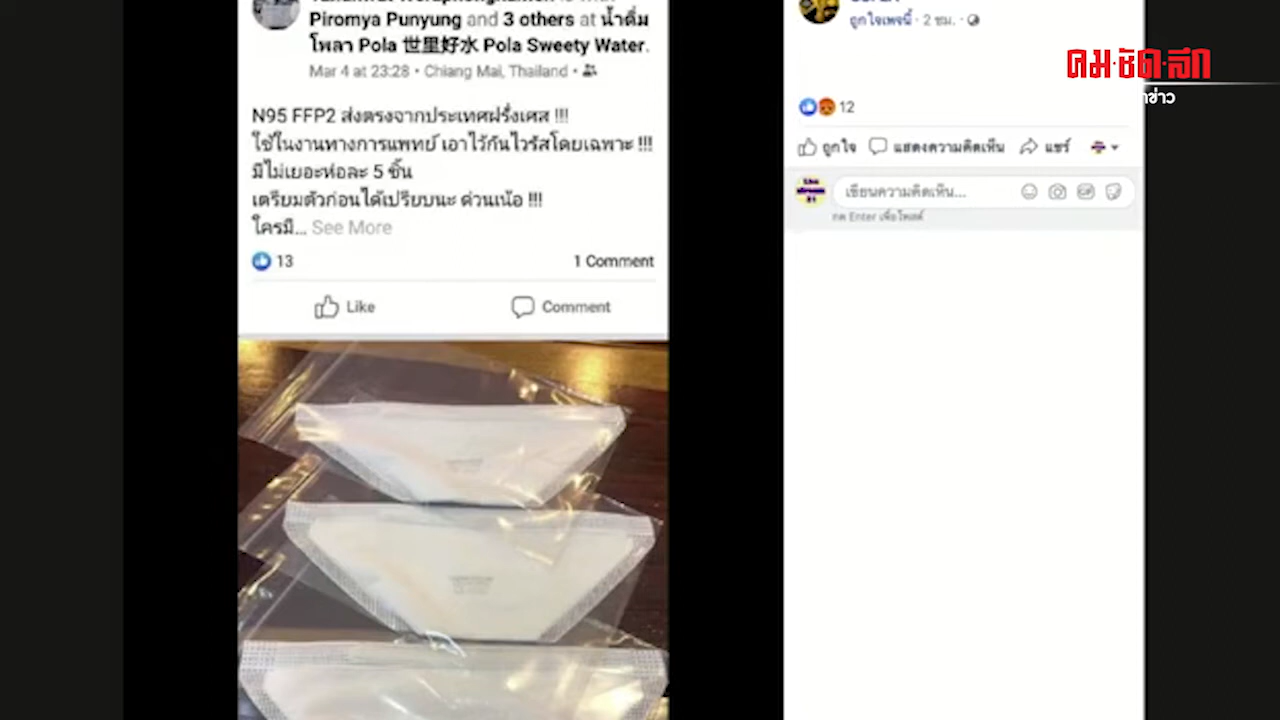 Piromya Punyung and 3 others at น้ำดื่ม
โพลา Pola 世里好水 Pola Sweety Water.
Mar 4 at 23:28 · Chiang Mai, Thailand ·
N95 FFP2 ส่งตรงจากประเทศฝรั่งเศส !!!
ใช้ในงานทางการแพทย์ เอาไว้กันไวรัสโดยเฉพาะ !!!
มีไม่เยอะห่อละ 5 ชิ้น
เตรียมตัวก่อนได้เปรียบนะ ด่วนเน้อ !!!
ใครมี... See More
13
1 Comment
Like
Comment
ถูกใจเพจนี้ · 2 ชม. ·
12
ถูกใจ
แสดงความคิดเห็น
แชร์
เขียนความคิดเห็น...
กด Enter เพื่อโพสต์
คม·ชัด·ลึก